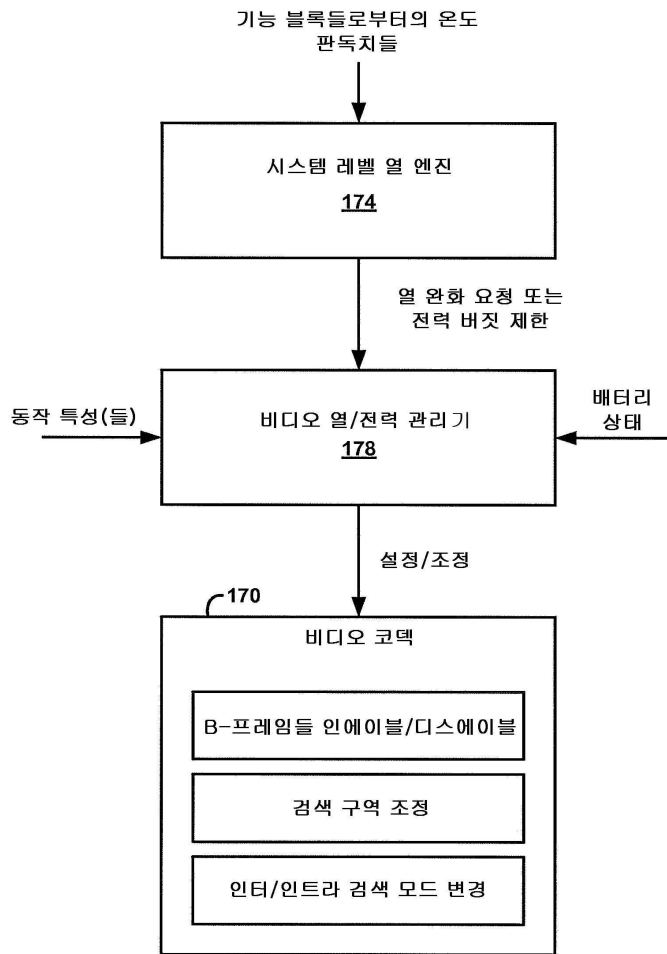 기능 블록들로부터의 온도
판독치들
시스템 레벨 열 엔진
174
열 완화 요청 또는
전력 버짓 제한
동작 특성(들)
비디오 열/전력 관리기
178
배터리
상태
설정/조정
170
비디오 코덱
B-프레임들 인에이블/디스에이블
검색 구역 조정
인터/인트라 검색 모드 변경